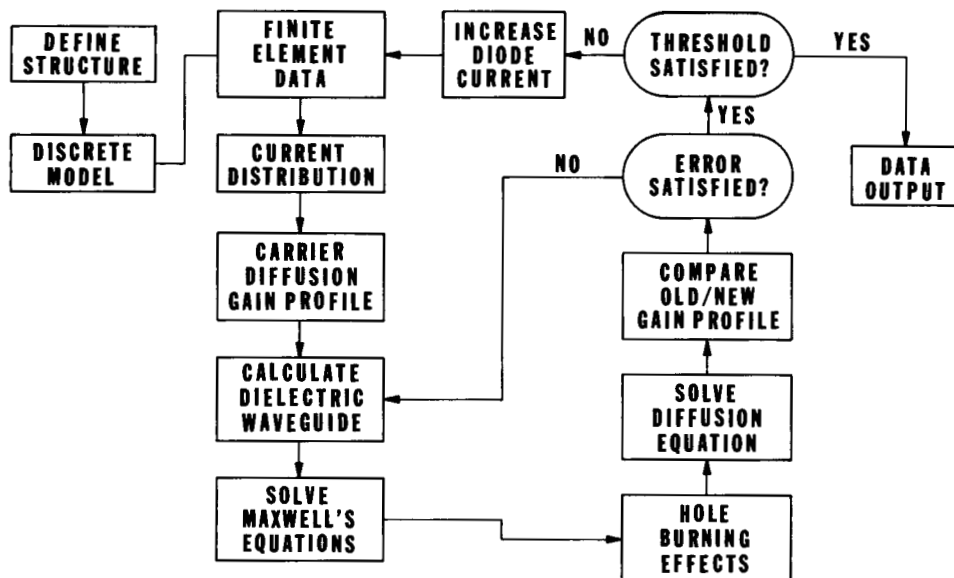 DEFINE
STRUCTURE
DISCRETE
MODEL
FINITE
ELEMENT
DATA
CURRENT
DISTRIBUTION
CARRIER
DIFFUSION
GAIN PROFILE
CALCULATE
DIELECTRIC
WAVEGUIDE
SOLVE
MAXWELL'S
EQUATIONS
HOLE
BURNING
EFFECTS
SOLVE
DIFFUSION
EQUATION
COMPARE
OLD/NEW
GAIN PROFILE
ERROR
SATISFIED?
NO
YES
THRESHOLD
SATISFIED?
NO
INCREASE
DIODE
CURRENT
YES
DATA
OUTPUT